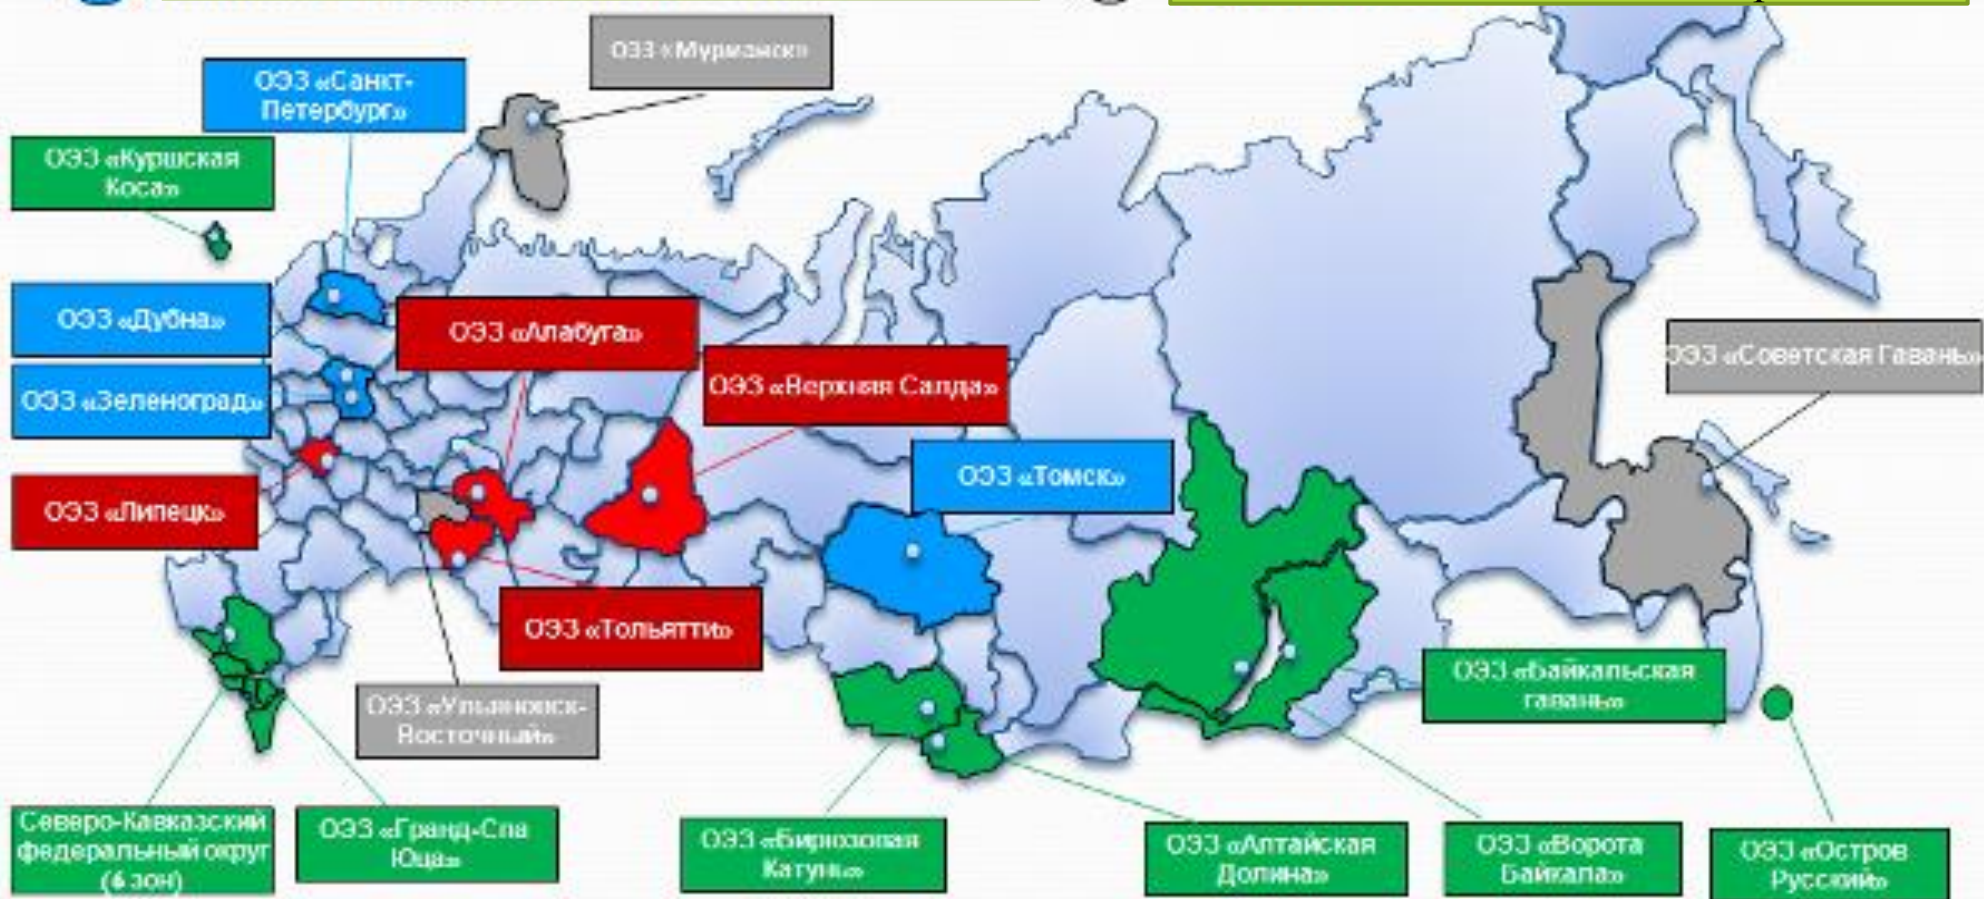 ОЭЗ «Мурманск»
ОЭЗ «Санкт-
Петербург»
ОЭЗ «Куршская
Коса»
ОЭЗ «Дубна»
ОЭЗ «Алабуга»
ОЭЗ «Советская Гавань»
ОЭЗ «Верхняя Салда»
ОЭЗ «Зеленоград»
ОЭЗ «Томск»
ОЭЗ «Липецк»
ОЭЗ «Тольятти»
ОЭЗ «Байкальская
гавань»
ОЭЗ «Ульяновск-
Восточный»
Северо-Кавказский
федеральный округ
(6 зон)
ОЭЗ «Гранд-Спа
Юца»
ОЭЗ «Бирюзовая
Катунь»
ОЭЗ «Алтайская
Долина»
ОЭЗ «Ворота
Байкала»
ОЭЗ «Остров
Русский»